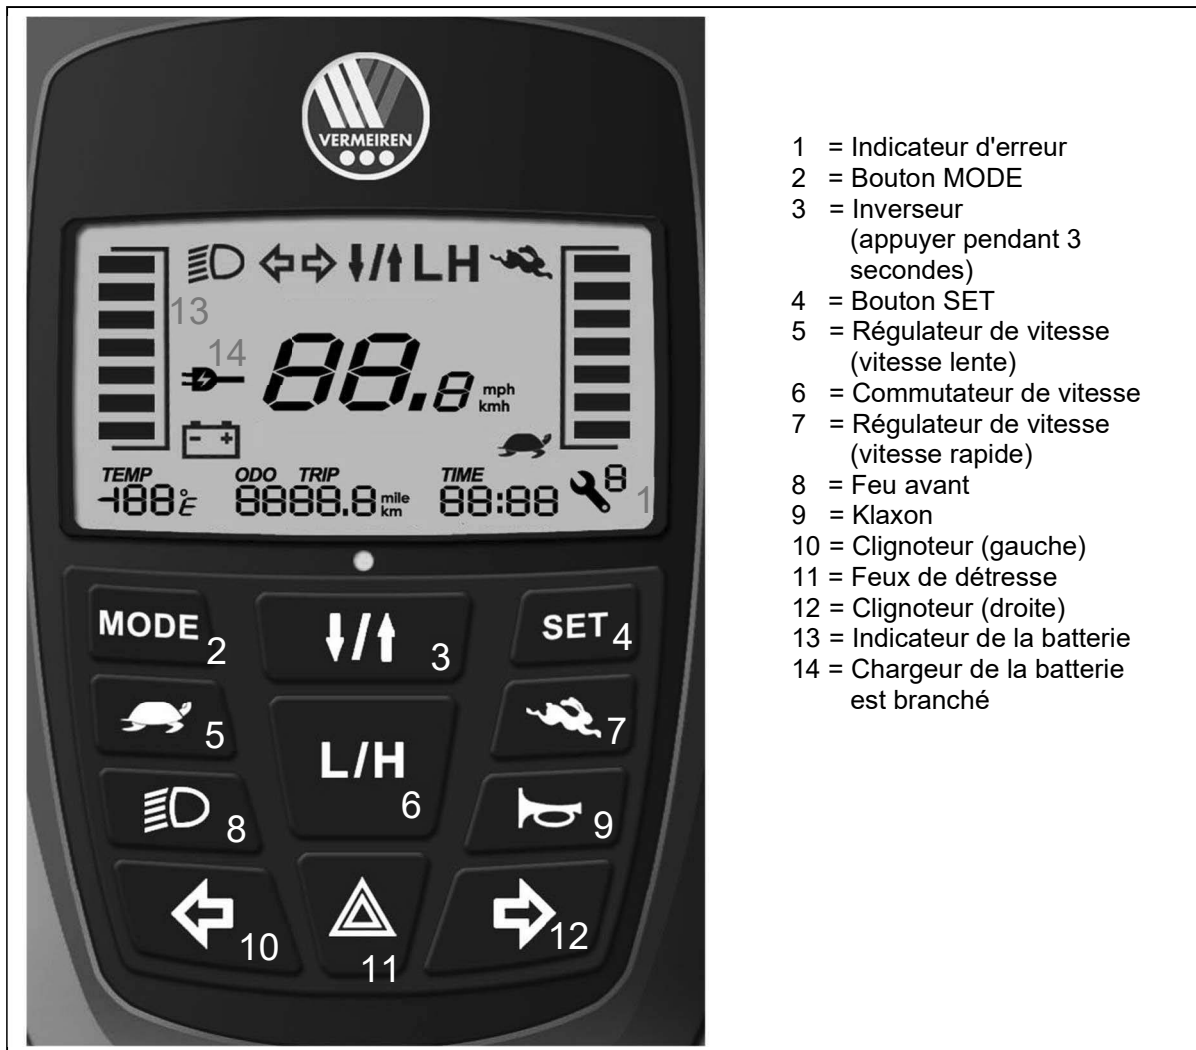 VERMEIREN
LH
13
14
88.8 mph
kmh
TEMP ODO TRIP TIME
-188 °E 8888.8 mile
km 88:88 8
1
MODE 2
3
SET 4
5
L/H
6
7
8
9
10
11
12
1 = Indicateur d'erreur
2 = Bouton MODE
3 = Inverseur
(appuyer pendant 3
secondes)
4 = Bouton SET
5 = Régulateur de vitesse
(vitesse lente)
6 = Commutateur de vitesse
7 = Régulateur de vitesse
(vitesse rapide)
8 = Feu avant
9 = Klaxon
10 = Clignoteur (gauche)
11 = Feux de détresse
12 = Clignoteur (droite)
13 = Indicateur de la batterie
14 = Chargeur de la batterie
est branché